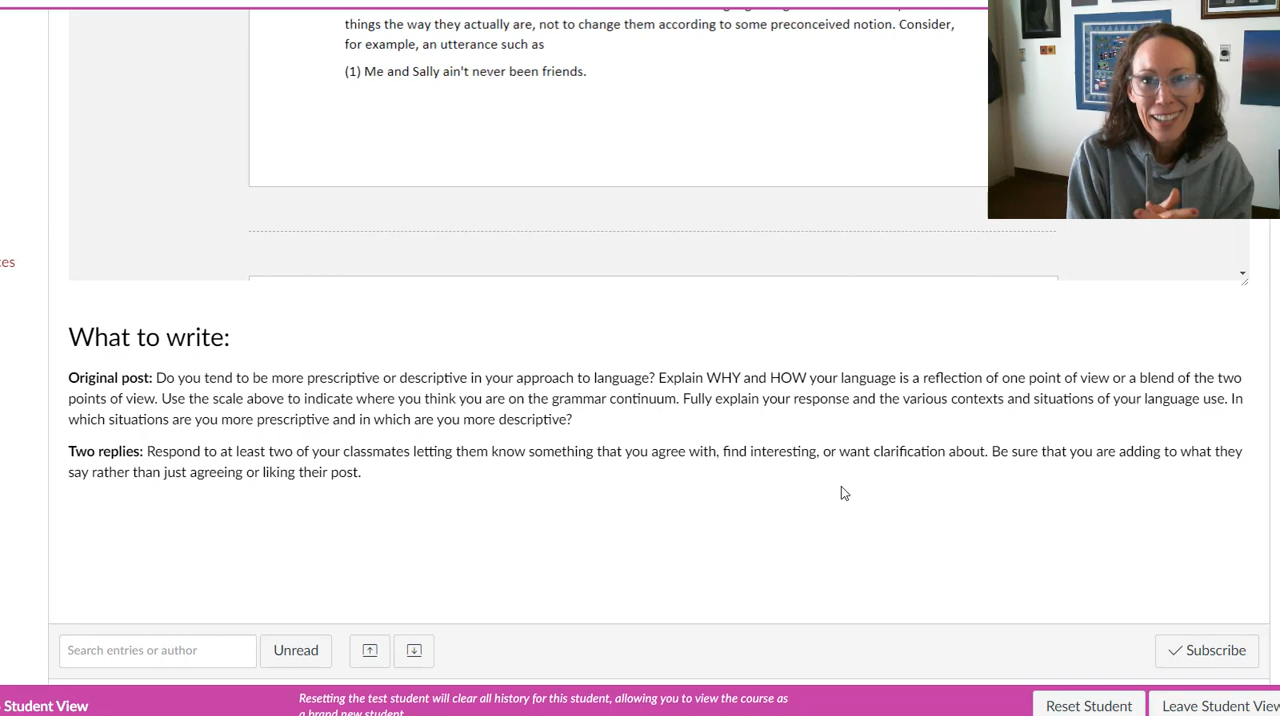 things the way they actually are, not to change them according to some preconceived notion. Consider,
for example, an utterance such as
(1) Me and Sally ain't never been friends.
What to write:
Original post: Do you tend to be more prescriptive or descriptive in your approach to language? Explain WHY and HOW your language is a reflection of one point of view or a blend of the two
points of view. Use the scale above to indicate where you think you are on the grammar continuum. Fully explain your response and the various contexts and situations of your language use. In
which situations are you more prescriptive and in which are you more descriptive?
Two replies: Respond to at least two of your classmates letting them know something that you agree with, find interesting, or want clarification about. Be sure that you are adding to what they
say rather than just agreeing or liking their post.
Search entries or author
Unread
Subscribe
Student View
Resetting the test student will clear all history for this student, allowing you to view the course as
a brand new student.
Reset Student
Leave Student View